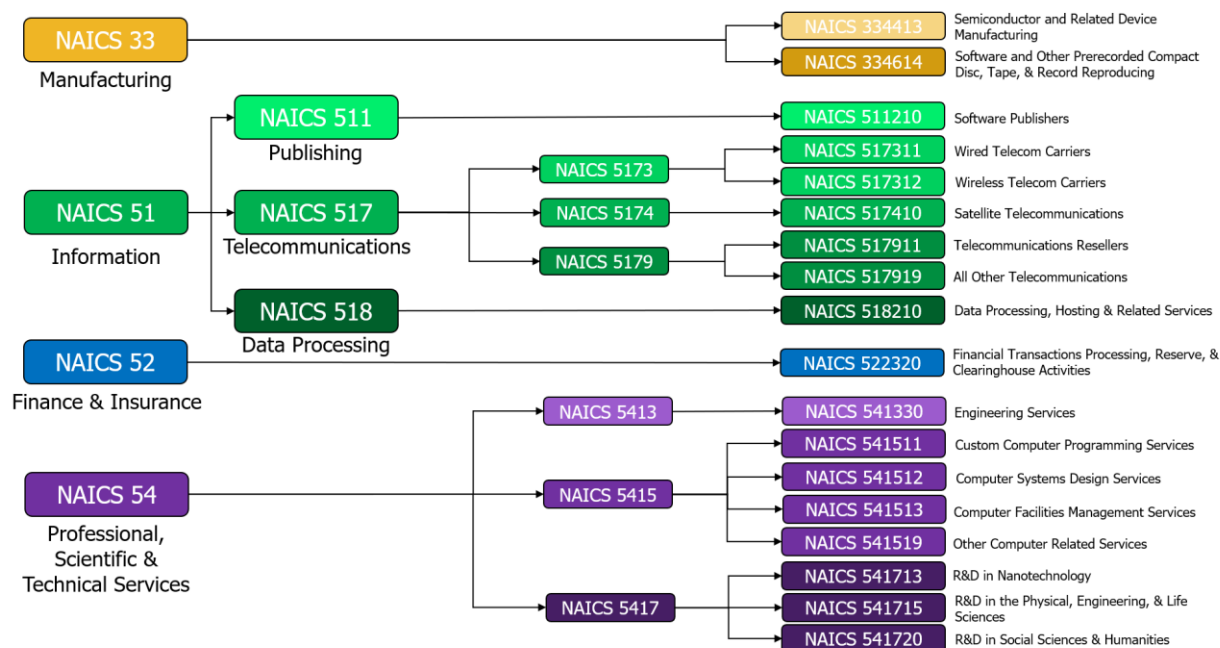 NAICS 33
Manufacturing
NAICS 334413
Semiconductor and Related Device
Manufacturing
NAICS 334614
Software and Other Prerecorded Compact
Disc, Tape, & Record Reproducing
NAICS 51
Information
NAICS 511
Publishing
NAICS 511210
Software Publishers
NAICS 517
Telecommunications
NAICS 5173
NAICS 517311
Wired Telecom Carriers
NAICS 517312
Wireless Telecom Carriers
NAICS 5174
NAICS 517410
Satellite Telecommunications
NAICS 5179
NAICS 517911
Telecommunications Resellers
NAICS 517919
All Other Telecommunications
NAICS 518
Data Processing
NAICS 518210
Data Processing, Hosting & Related Services
NAICS 52
Finance & Insurance
NAICS 522320
Financial Transactions Processing, Reserve, &
Clearinghouse Activities
NAICS 54
Professional,
Scientific &
Technical Services
NAICS 5413
NAICS 541330
Engineering Services
NAICS 5415
NAICS 541511
Custom Computer Programming Services
NAICS 541512
Computer Systems Design Services
NAICS 541513
Computer Facilities Management Services
NAICS 541519
Other Computer Related Services
NAICS 5417
NAICS 541713
R&D in Nanotechnology
NAICS 541715
R&D in the Physical, Engineering, & Life
Sciences
NAICS 541720
R&D in Social Sciences & Humanities